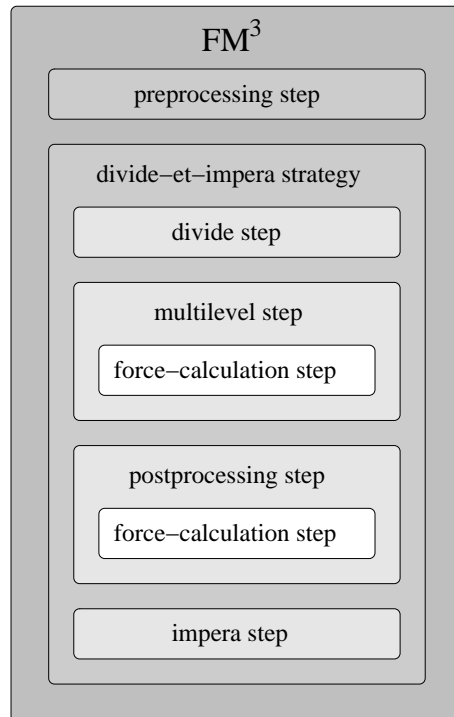 FM³
preprocessing step
divide−et−impera strategy
divide step
multilevel step
force−calculation step
postprocessing step
force−calculation step
impera step